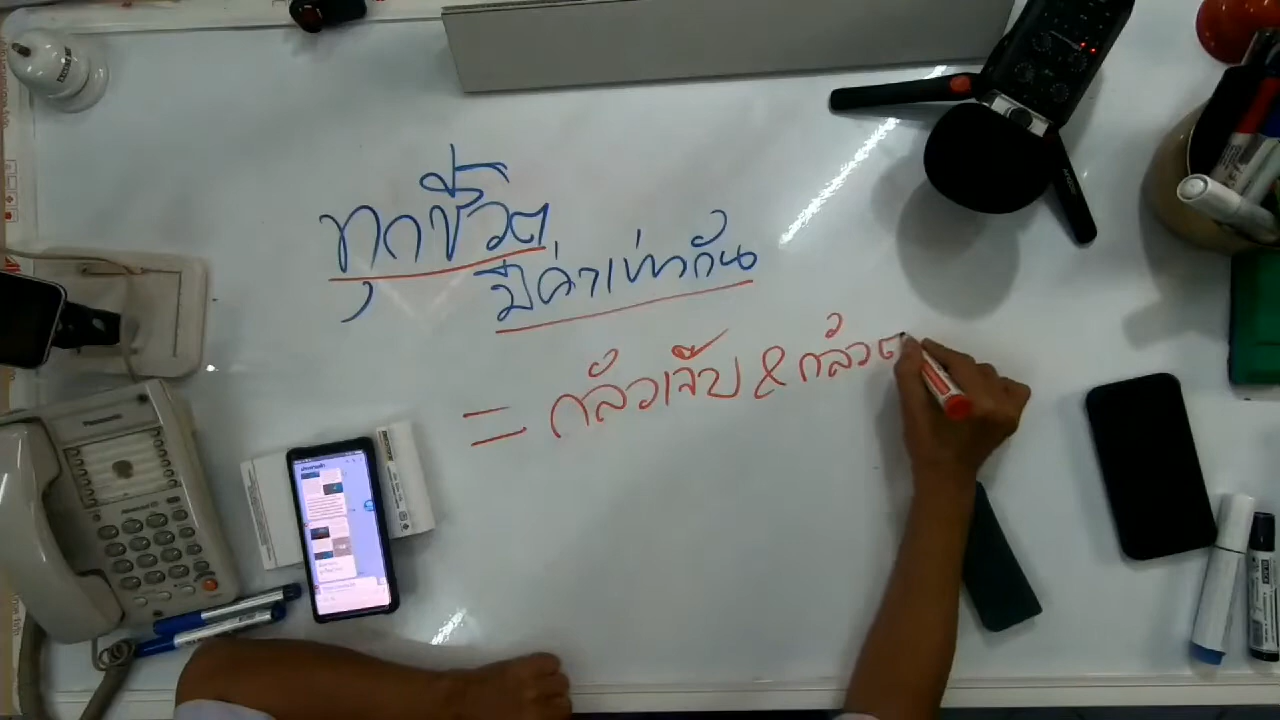 ทุกชีวิต
มีค่าเท่ากัน
= กลัวเจ็บ & กลัวต